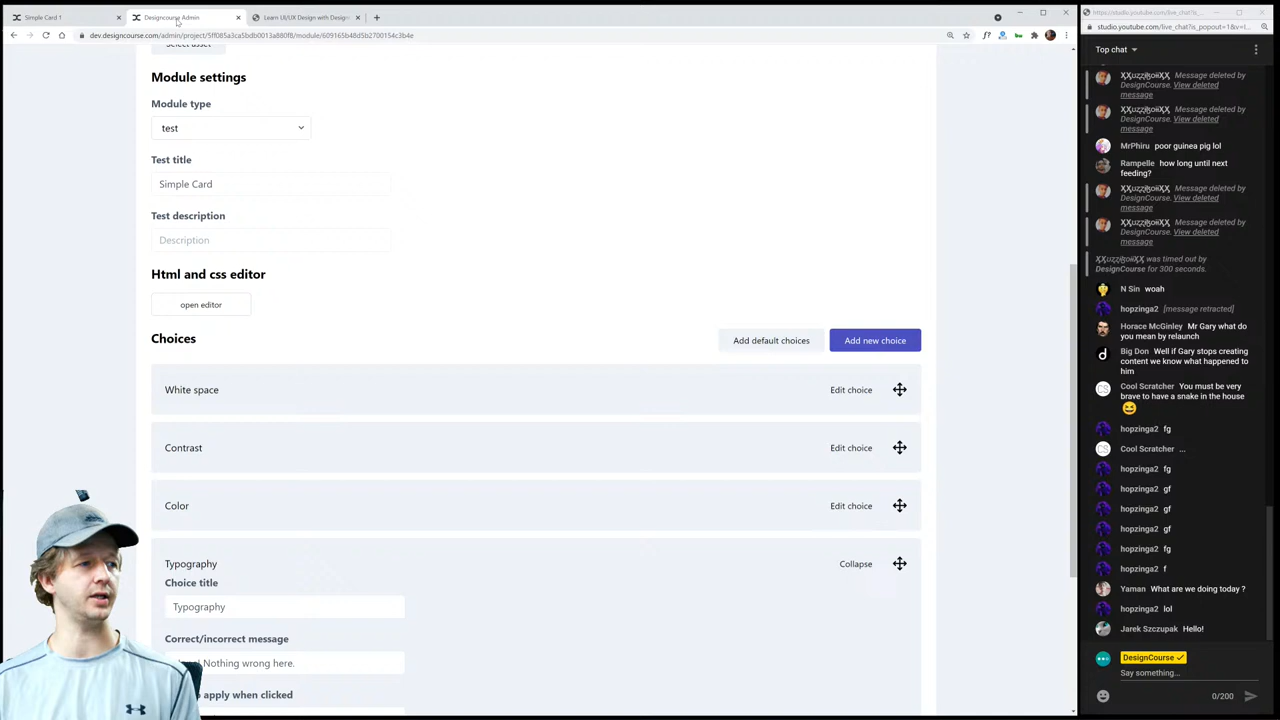 Simple Card 1
Designcourse Admin
Learn UI/UX Design with Design
dev.designcourse.com/admin/project/5ff085a3ca5bdb0013a880f8/module/609165b48d5b2700154c3b4e
Select asset
Module settings
Module type
test
Test title
Simple Card
Test description
Description
Html and css editor
open editor
Choices
Add default choices
Add new choice
White space
Edit choice
Contrast
Edit choice
Color
Edit choice
Typography
Collapse
Choice title
Typography
Correct/incorrect message
Nothing wrong here.
apply when clicked
studio.youtube.com/live_chat?is_popout=1&v=
Top chat
Message deleted by
DesignCourse. View deleted
message
Message deleted by
DesignCourse. View deleted
message
MrPhiru poor guinea pig lol
Rampelle how long until next
feeding?
Message deleted by
DesignCourse. View deleted
message
Message deleted by
DesignCourse. View deleted
message
was timed out by
DesignCourse for 300 seconds.
N Sin woah
hopzinga2 [message retracted]
Horace McGinley Mr Gary what do
you mean by relaunch
Big Don Well if Gary stops creating
content we know what happened to
him
Cool Scratcher You must be very
brave to have a snake in the house
hopzinga2 fg
Cool Scratcher ...
hopzinga2 fg
hopzinga2 gf
hopzinga2 gf
hopzinga2 gf
hopzinga2 fg
hopzinga2 f
Yaman What are we doing today ?
hopzinga2 lol
Jarek Szczupak Hello!
DesignCourse
Say something...
0/200